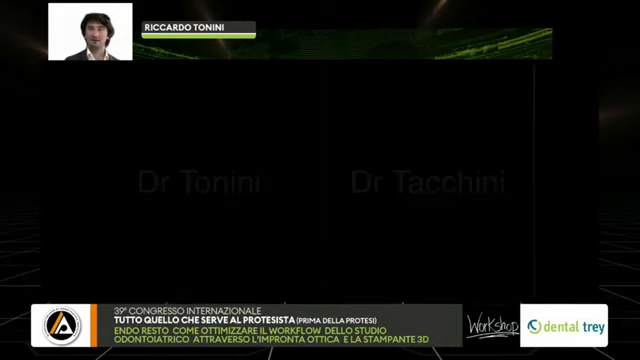 RICCARDO TONINI
Dr Tonini
Dr Tacchini
39° CONGRESSO INTERNAZIONALE
TUTTO QUELLO CHE SERVE AL PROTESISTA (PRIMA DELLA PROTESI)
ENDO RESTO COME OTTIMIZZARE IL WORKFLOW DELLO STUDIO
ODONTOIATRICO ATTRAVERSO L'IMPRONTA OTTICA E LA STAMPANTE 3D
Workshop
dental trey